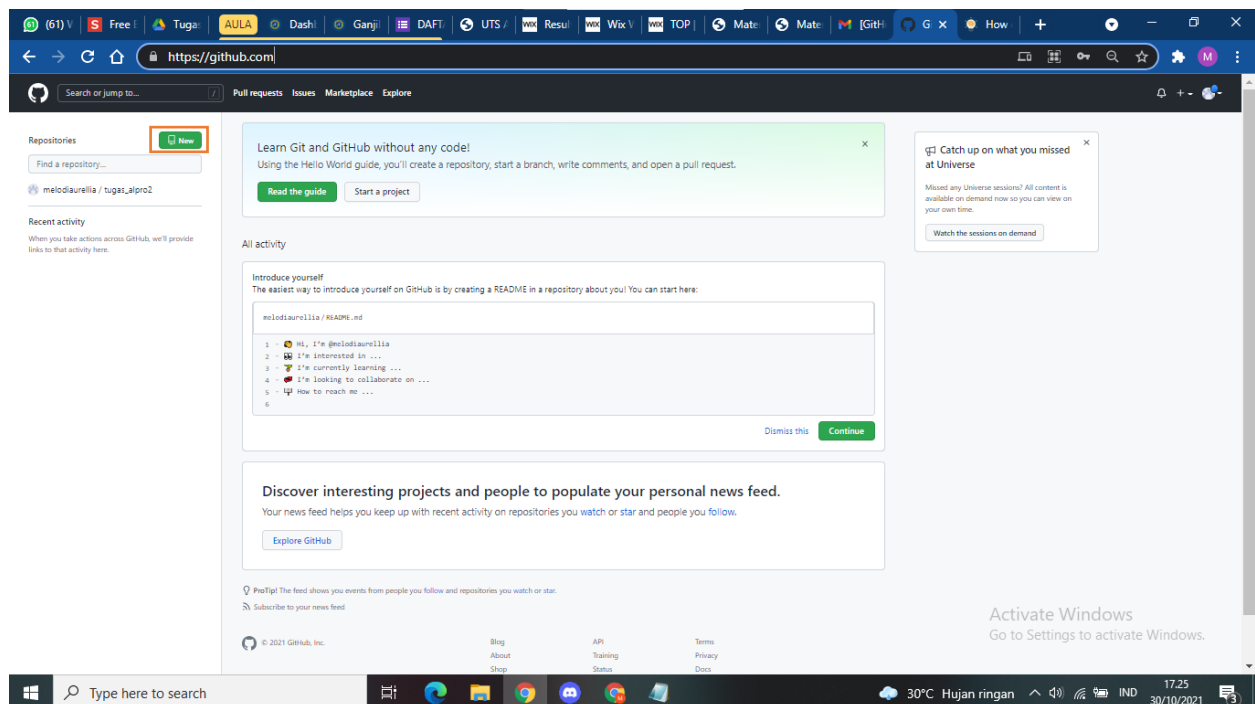 (61) V
Free E
Tugas
AULA
Dashl
Ganjil
DAFT
UTS /
Resul
Wix V
TOP |
Mate
Mate
[GitH
G
How
https://github.com
M
Search or jump to...
/
Pull requests Issues Marketplace Explore
Repositories
New
Find a repository...
melodiaurellia / tugas_alpro2
Recent activity
When you take actions across GitHub, we'll provide
links to that activity here.
Learn Git and GitHub without any code!
Using the Hello World guide, you'll create a repository, start a branch, write comments, and open a pull request.
Read the guide
Start a project
All activity
Introduce yourself
The easiest way to introduce yourself on GitHub is by creating a README in a repository about you! You can start here:
melodiaurellia/README.md
1 - 👋 Hi, I'm @melodiaurellia
2 - 👀 I'm interested in ...
3 - 🌱 I'm currently learning ...
4 - 💞️ I'm looking to collaborate on ...
5 - 📫 How to reach me ...
6
Dismiss this
Continue
Discover interesting projects and people to populate your personal news feed.
Your news feed helps you keep up with recent activity on repositories you watch or star and people you follow.
Explore GitHub
ProTip! The feed shows you events from people you follow and repositories you watch or star.
Subscribe to your news feed
© 2021 GitHub, Inc.
Blog
About
Shop
API
Training
Status
Terms
Privacy
Docs
Catch up on what you missed
at Universe
Missed any Universe sessions? All content is
available on demand now so you can view on
your own time.
Watch the sessions on demand
Activate Windows
Go to Settings to activate Windows.
Type here to search
30°C Hujan ringan
IND
17.25
30/10/2021
3